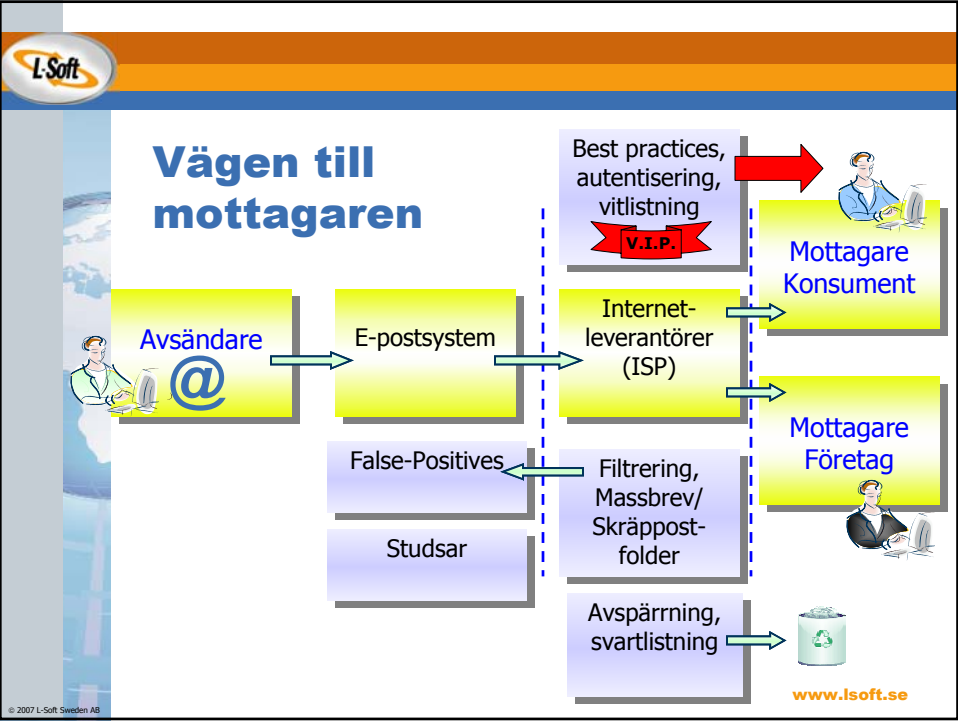 L-Soft
Vägen till
mottagaren
Best practices,
autentisering,
vitlistning
V.I.P.
Mottagare
Konsument
Avsändare
@
E-postsystem
Internet-
leverantörer
(ISP)
Mottagare
Företag
False-Positives
Filtrering,
Massbrev/
Skräppost-
folder
Studsar
Avspärrning,
svartlistning
www.lsoft.se
© 2007 L-Soft Sweden AB